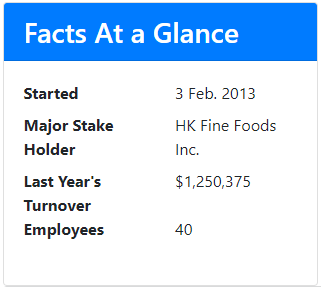 Facts At a Glance
Started 3 Feb. 2013
Major Stake HK Fine Foods
Holder Inc.
Last Year's $1,250,375
Turnover
Employees 40